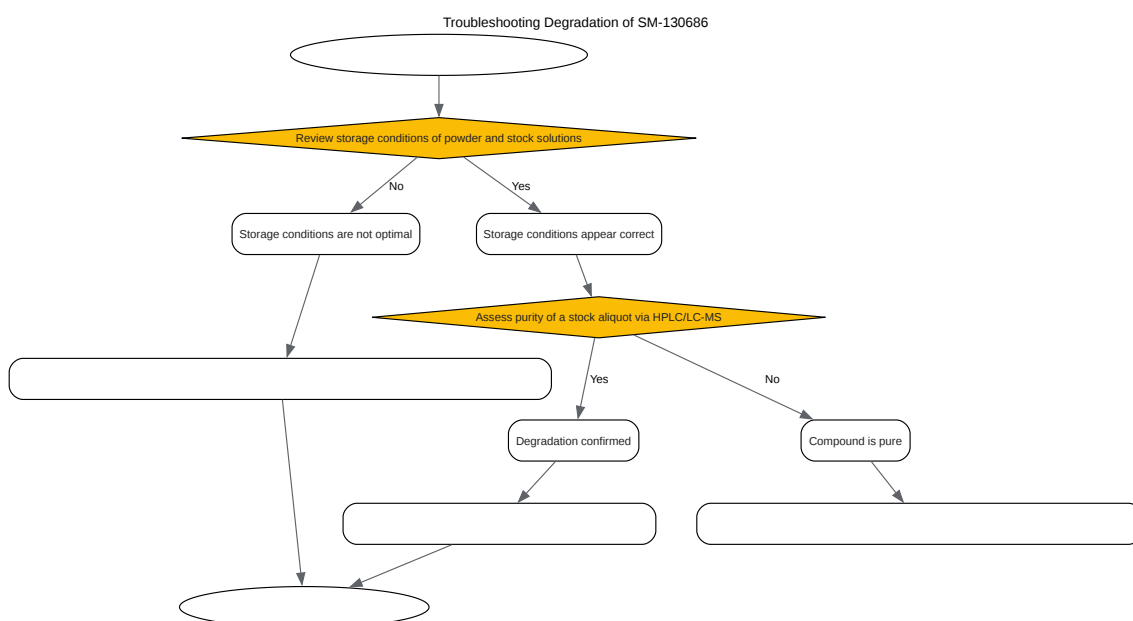 Troubleshooting Degradation of SM-130686
Review storage conditions of powder and stock solutions
No
Yes
Storage conditions are not optimal
Storage conditions appear correct
Assess purity of a stock aliquot via HPLC/LC-MS
Yes
No
Degradation confirmed
Compound is pure